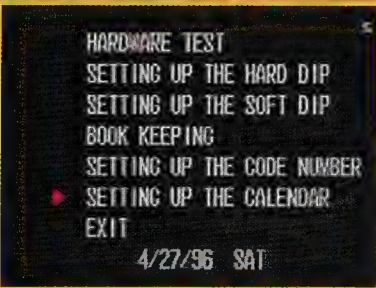 HARDWARE TEST
SETTING UP THE HARD DIP
SETTING UP THE SOFT DIP
BOOK KEEPING
SETTING UP THE CODE NUMBER
SETTING UP THE CALENDAR
EXIT
4/27/96 SAT